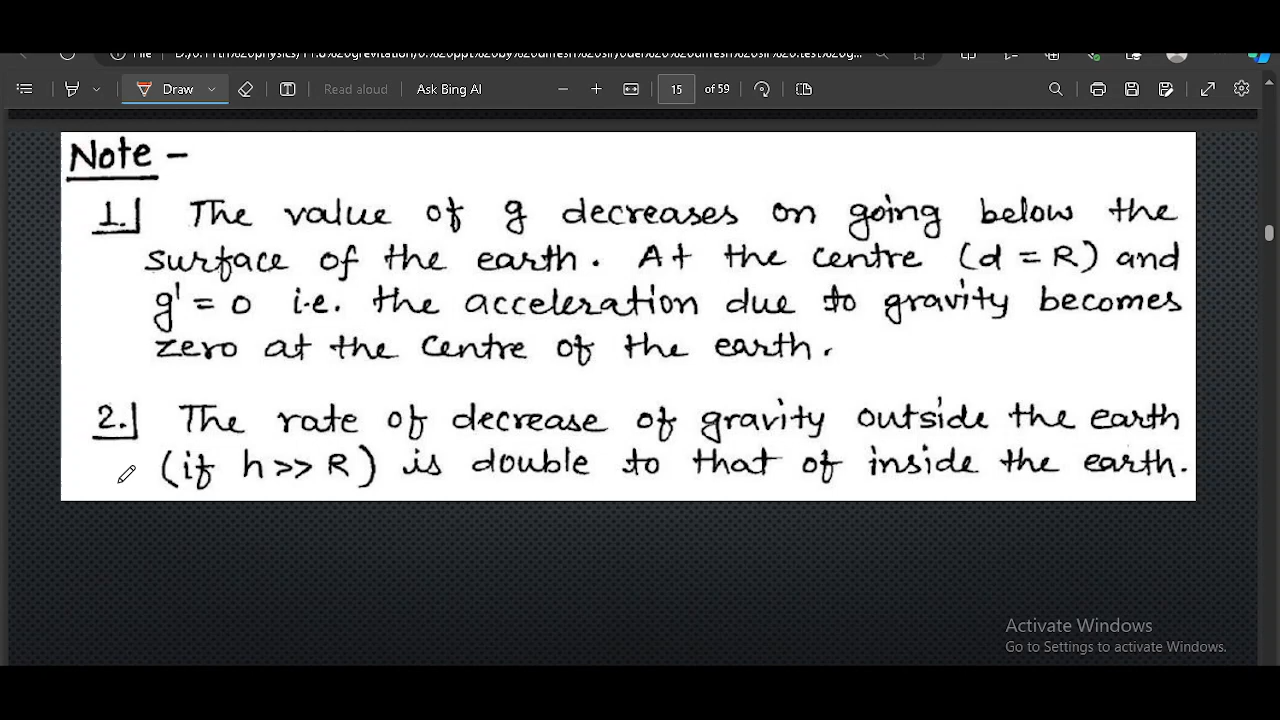 File
Draw
Read aloud
Ask Bing AI
15
of 59
Note -
1. The value of g decreases on going below the
surface of the earth. At the centre (d = R) and
g' = 0 i.e. the acceleration due to gravity becomes
zero at the centre of the earth.
2. The rate of decrease of gravity outside the earth
(if h >> R) is double to that of inside the earth.
Activate Windows
Go to Settings to activate Windows.